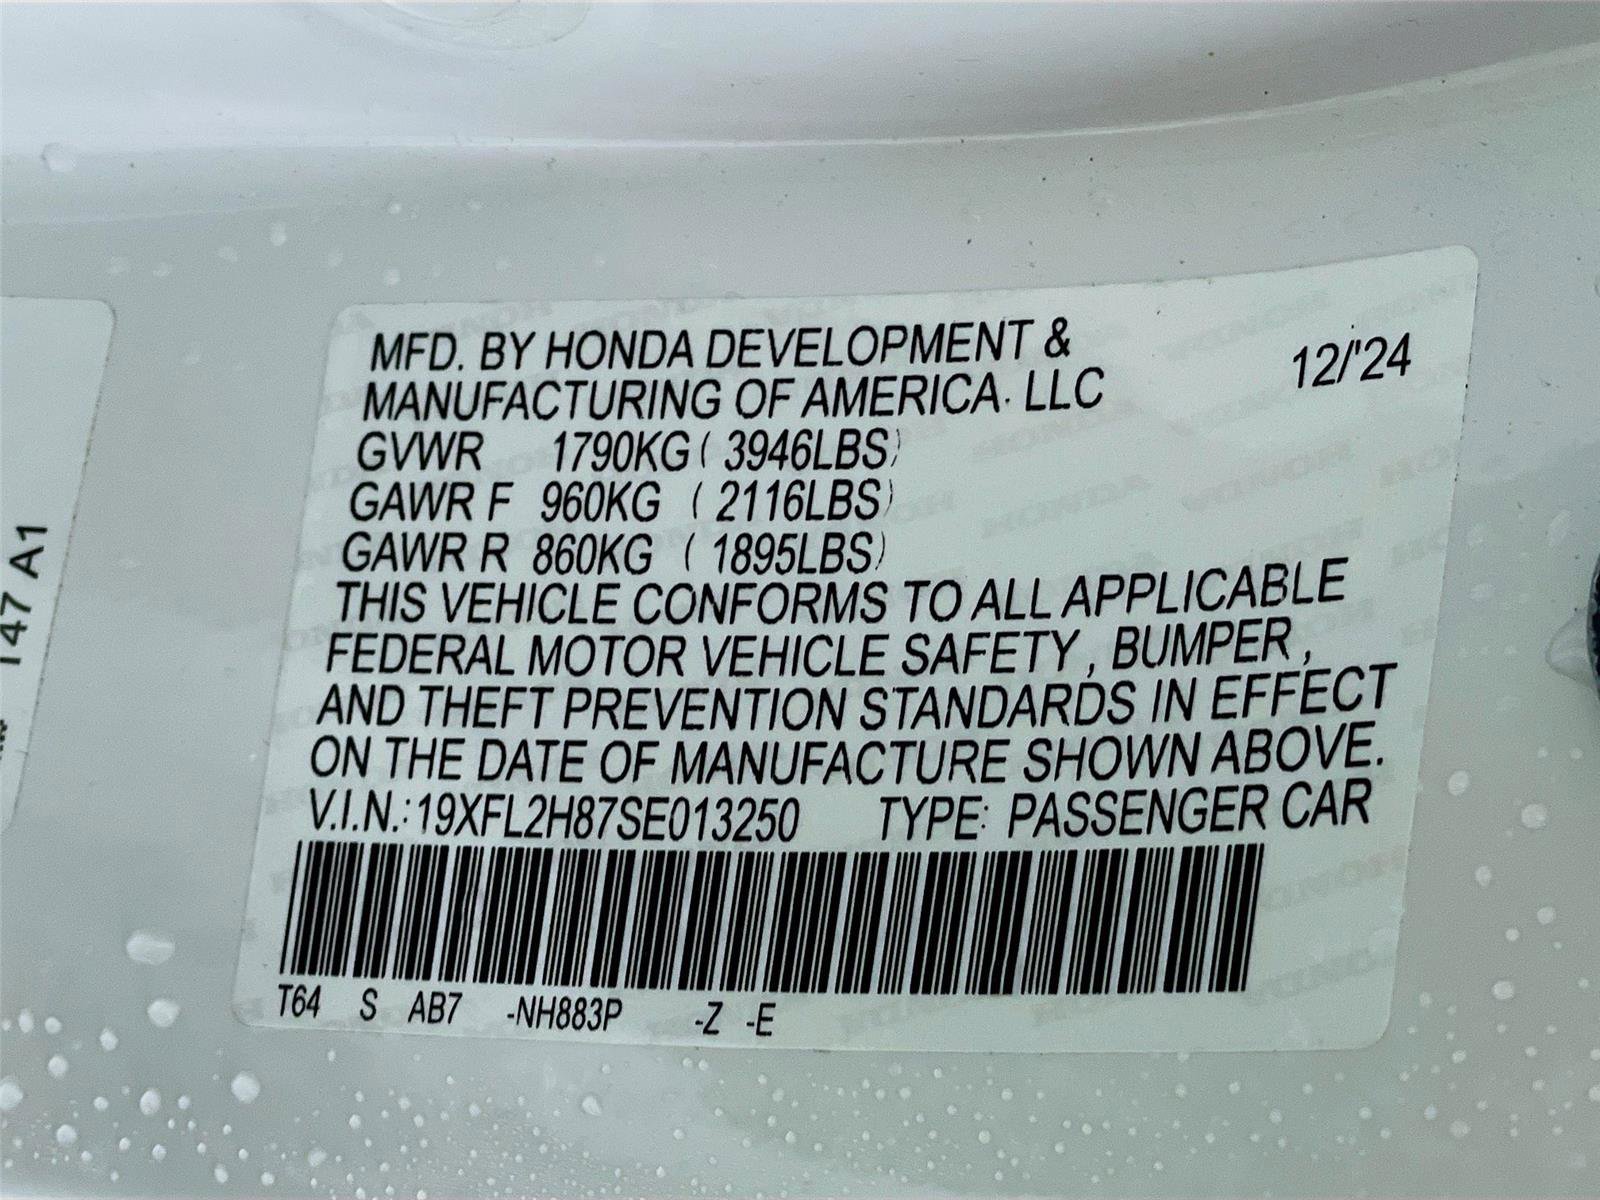 MFD. BY HONDA DEVELOPMENT &
MANUFACTURING OF AMERICA. LLC
12/'24
GVWR 1790KG ( 3946LBS)
GAWR F 960KG ( 2116LBS)
GAWR R 860KG ( 1895LBS)
THIS VEHICLE CONFORMS TO ALL APPLICABLE
FEDERAL MOTOR VEHICLE SAFETY , BUMPER ,
AND THEFT PREVENTION STANDARDS IN EFFECT
ON THE DATE OF MANUFACTURE SHOWN ABOVE.
V.I.N.: 19XFL2H87SE013250 TYPE: PASSENGER CAR
T64 S AB7 -NH883P -Z -E
147 A1